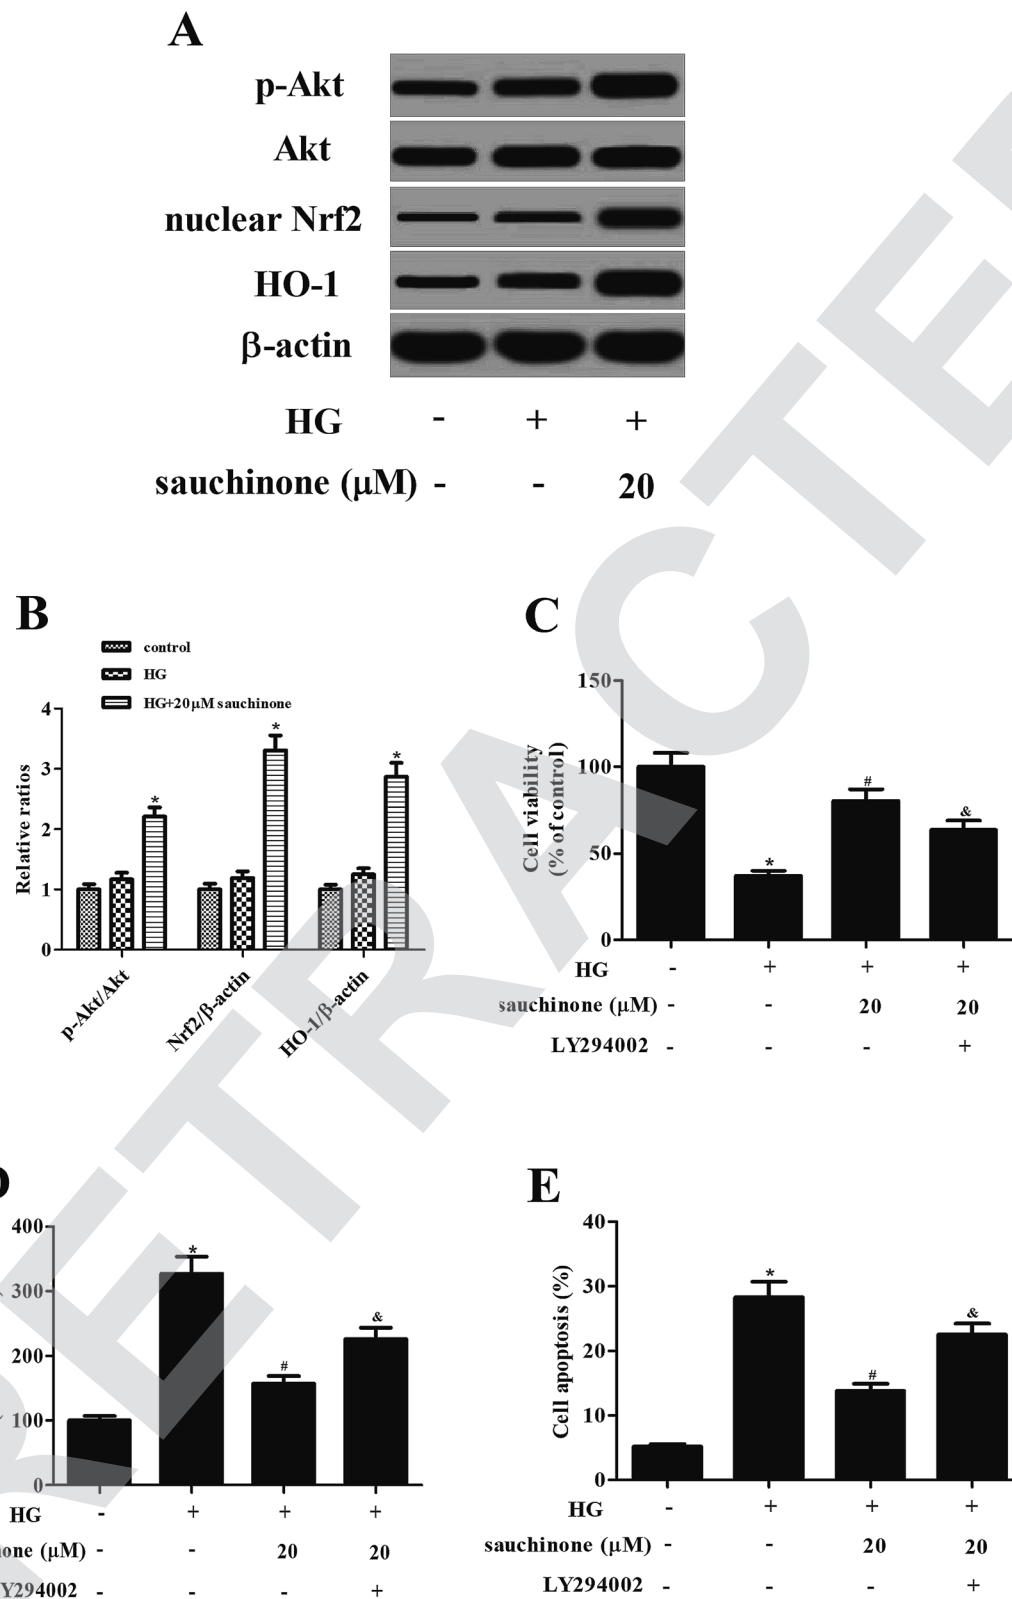 A
p-Akt
Akt
nuclear Nrf2
HO-1
β-actin
HG - + +
sauchinone (μM) - - 20
B
control
HG
HG+20μM sauchinone
4
3
2
1
0
Relative ratios
* * *
p-Akt/Akt
Nrf2/β-actin
HO-1/β-actin
C
150
100
50
0
Cell viability
(% of control)
* # &
HG - + + +
sauchinone (μM) - - 20 20
LY294002 - - - +
400
300
200
100
0
* # &
HG - + + +
one (μM) - - 20 20
Y294002 - - - +
E
40
30
20
10
0
Cell apoptosis (%)
* # &
HG - + + +
sauchinone (μM) - - 20 20
LY294002 - - - +
RETRACTE